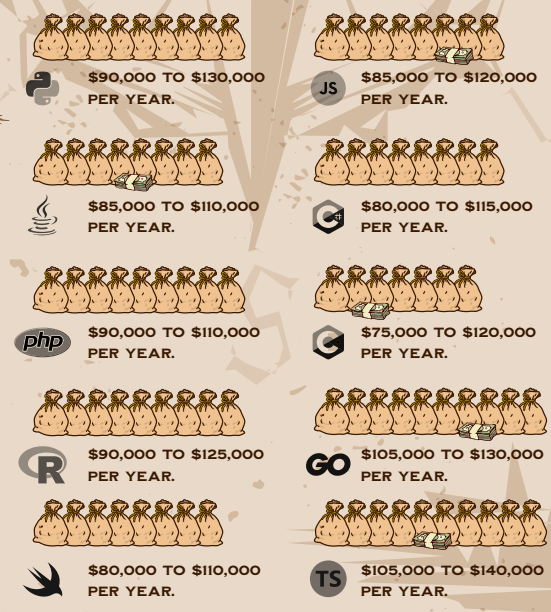 $90,000 TO $130,000
PER YEAR.
JS
$85,000 TO $120,000
PER YEAR.
$85,000 TO $110,000
PER YEAR.
C#
$80,000 TO $115,000
PER YEAR.
php
$90,000 TO $110,000
PER YEAR.
C
$75,000 TO $120,000
PER YEAR.
R
$90,000 TO $125,000
PER YEAR.
GO
$105,000 TO $130,000
PER YEAR.
$80,000 TO $110,000
PER YEAR.
TS
$105,000 TO $140,000
PER YEAR.